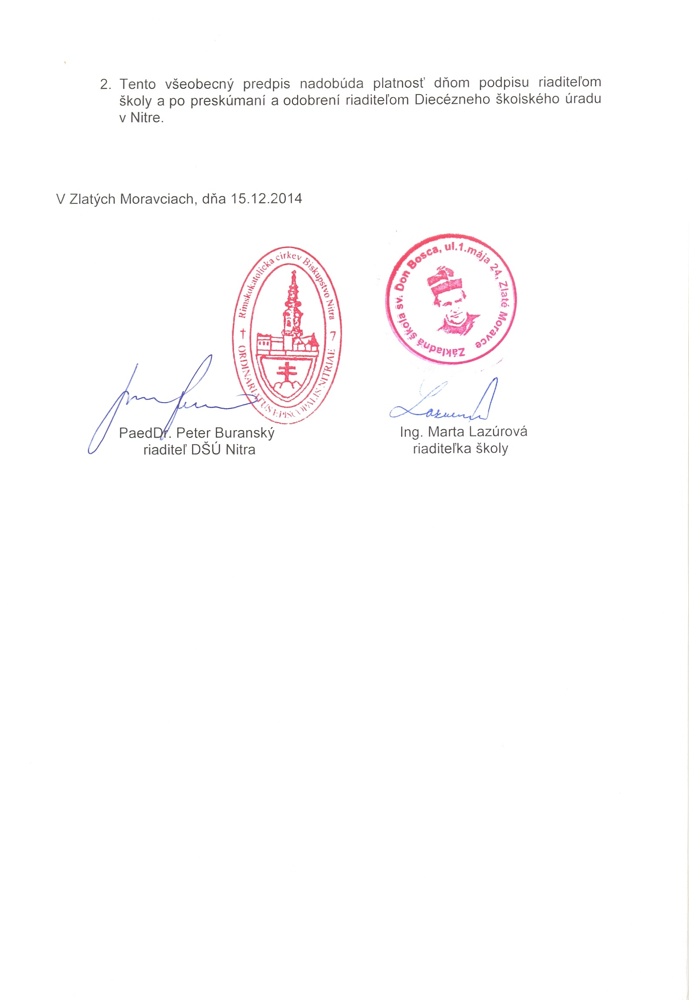 2. Tento všeobecný predpis nadobúda platnosť dňom podpisu riaditeľom
školy a po preskúmaní a odobrení riaditeľom Diecézneho školského úradu
v Nitre.
V Zlatých Moravciach, dňa 15.12.2014
Rímskokatolícka cirkev Biskupstvo Nitra
† 7
ORDINARIATUS EPISCOPALIS NITRIAE
Základná škola sv. Don Bosca, ul.1.mája 24, Zlaté Moravce
PaedDr. Peter Buranský
riaditeľ DŠÚ Nitra
Ing. Marta Lazúrová
riaditeľka školy